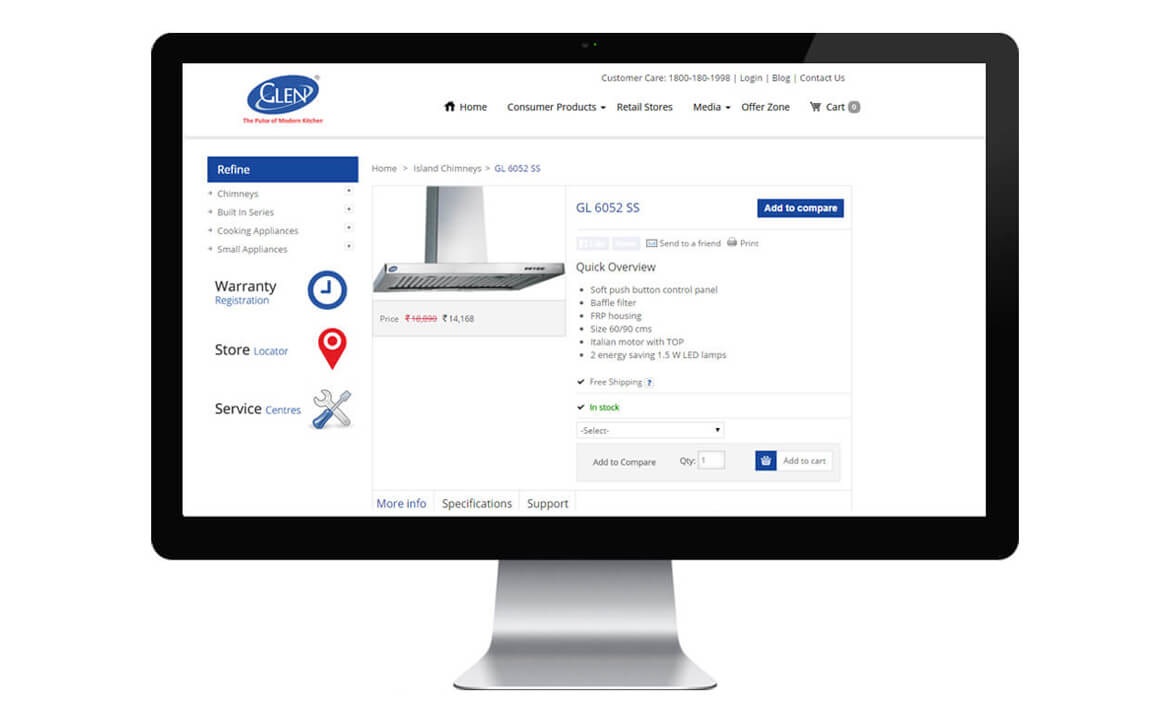 GLEN®
The Pulse of Modern Kitchen
Customer Care: 1800-180-1998 | Login | Blog | Contact Us
Home Consumer Products Retail Stores Media Offer Zone Cart 0
Refine
Chimneys
Built In Series
Cooking Appliances
Small Appliances
Warranty
Registration
Store Locator
Service Centres
Home > Island Chimneys > GL 6052 SS
Price ₹ 18,890 ₹ 14,168
GL 6052 SS
Add to compare
Send to a friend Print
Quick Overview
Soft push button control panel
Baffle filter
FRP housing
Size 60/90 cms
Italian motor with TOP
2 energy saving 1.5 W LED lamps
Free Shipping ?
In stock
-Select-
Add to Compare Qty: 1 Add to cart
More info Specifications Support